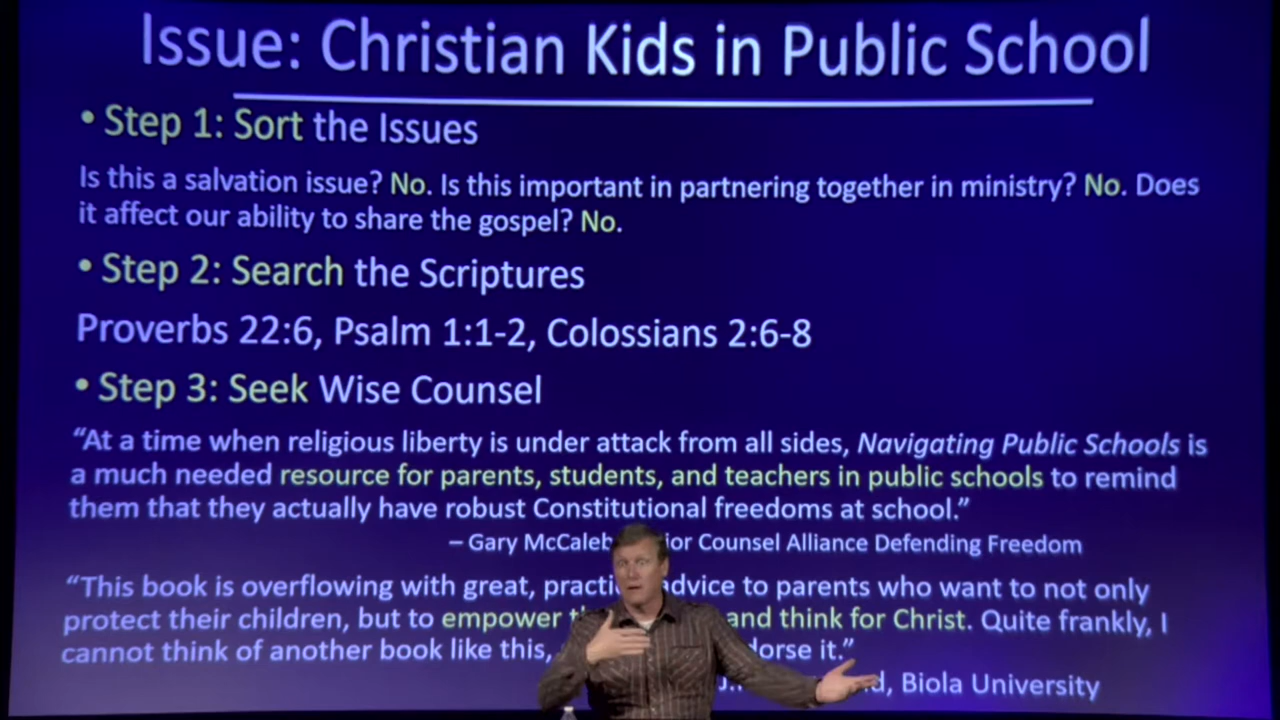 Issue: Christian Kids in Public School
• Step 1: Sort the Issues
Is this a salvation issue? No. Is this important in partnering together in ministry? No. Does
it affect our ability to share the gospel? No.
• Step 2: Search the Scriptures
Proverbs 22:6, Psalm 1:1-2, Colossians 2:6-8
• Step 3: Seek Wise Counsel
“At a time when religious liberty is under attack from all sides, Navigating Public Schools is
a much needed resource for parents, students, and teachers in public schools to remind
them that they actually have robust Constitutional freedoms at school.”
– Gary McCaleb Counsel Alliance Defending Freedom
“This book is overflowing with great, advice to parents who want to not only
protect their children, but to empower and think for Christ. Quite frankly, I
cannot think of another book like this, it.”
Biola University